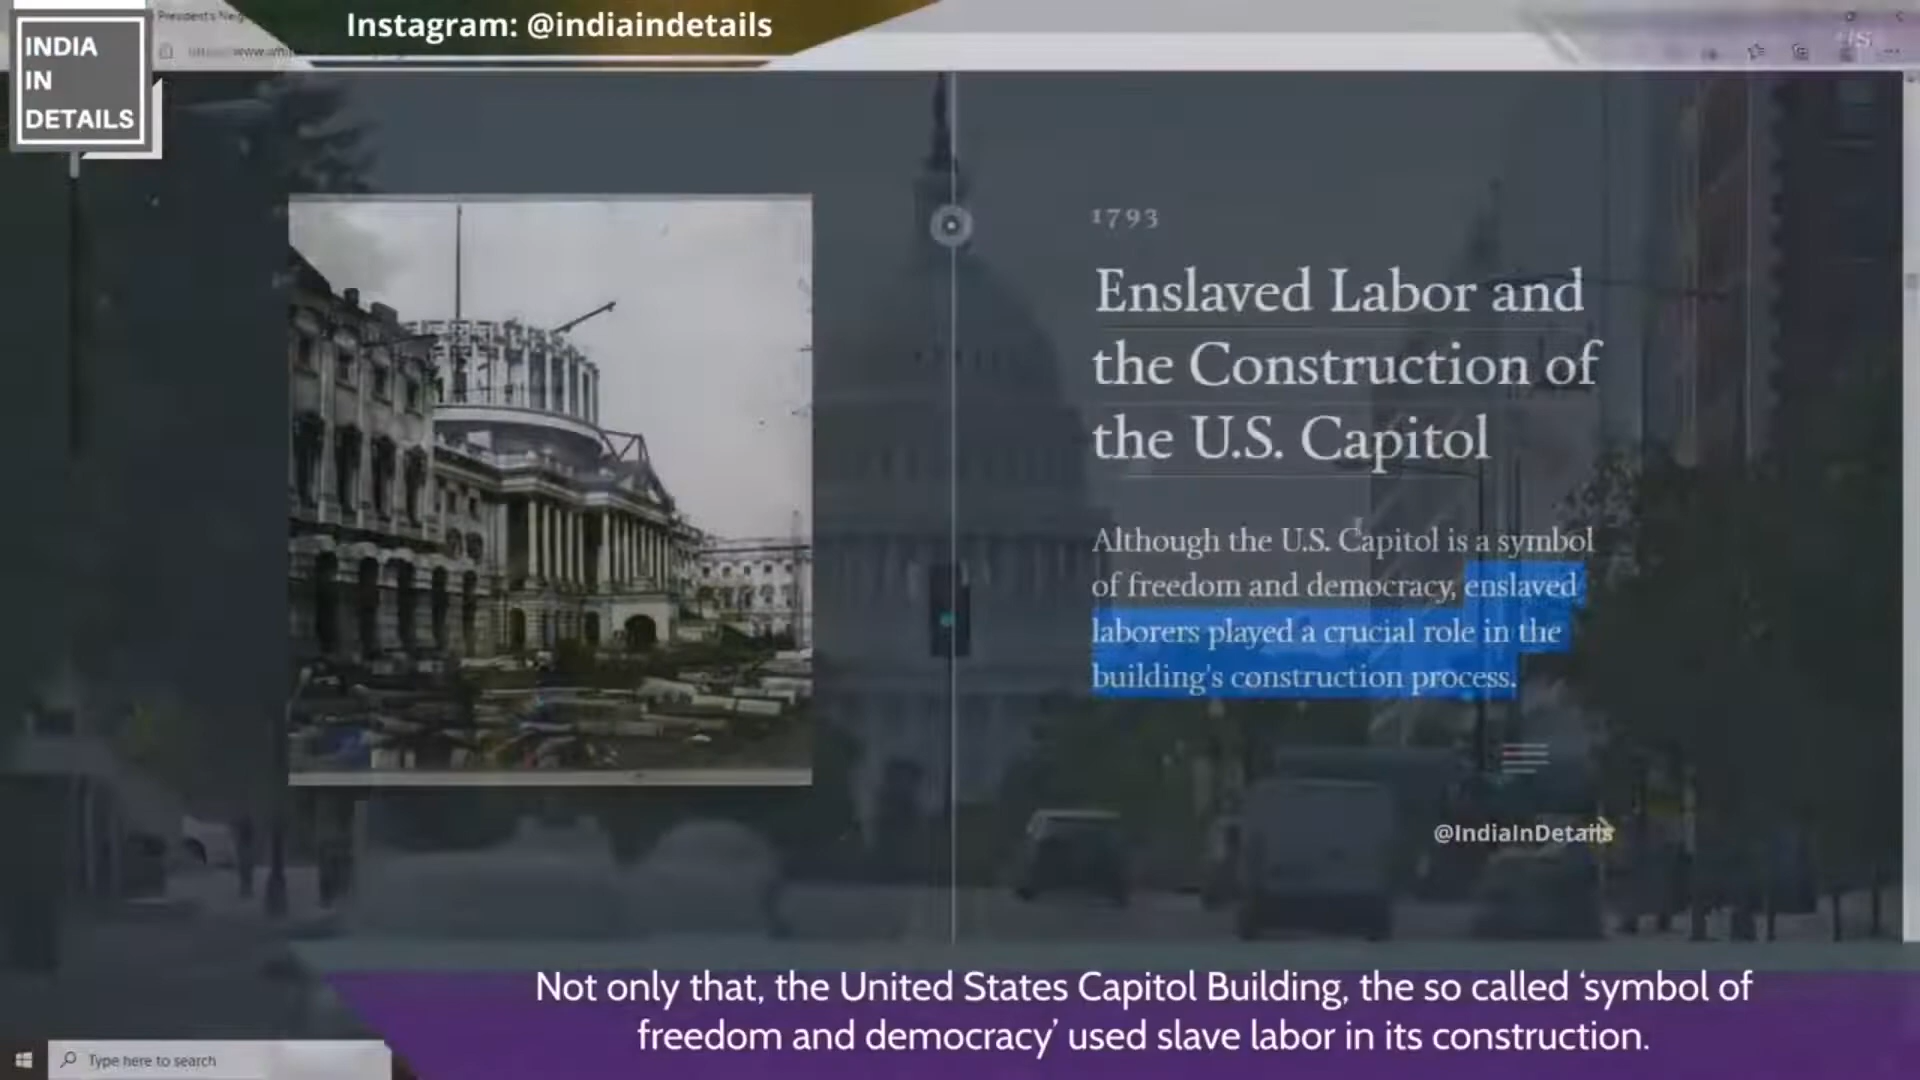 Instagram: @indiaindetails
INDIA
IN
DETAILS
1793
Enslaved Labor and
the Construction of
the U.S. Capitol
Although the U.S. Capitol is a symbol
of freedom and democracy, enslaved
laborers played a crucial role in the
building's construction process.
@IndiaInDetails
Not only that, the United States Capitol Building, the so called ‘symbol of
freedom and democracy’ used slave labor in its construction.
Type here to search